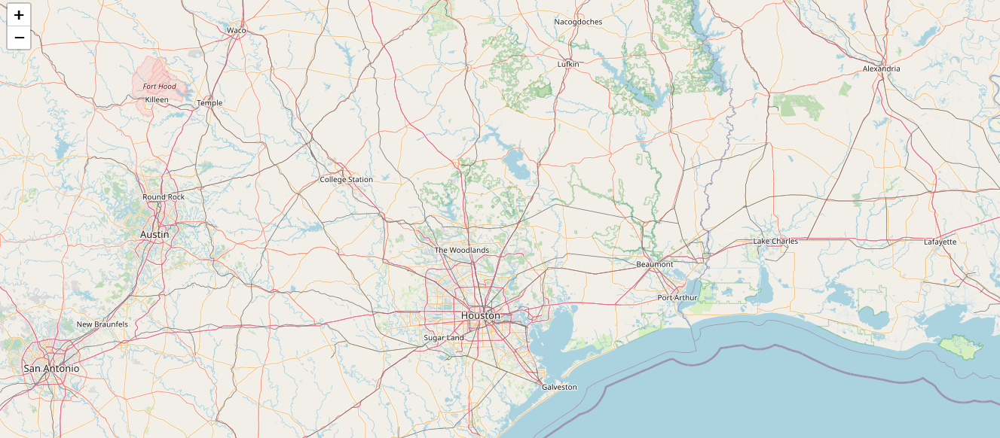 +
−
Waco
Nacogdoches
Lufkin
Alexandria
Fort Hood
Killeen
Temple
College Station
Round Rock
Austin
The Woodlands
Lake Charles
Lafayette
Beaumont
Port Arthur
Houston
New Braunfels
Sugar Land
San Antonio
Galveston